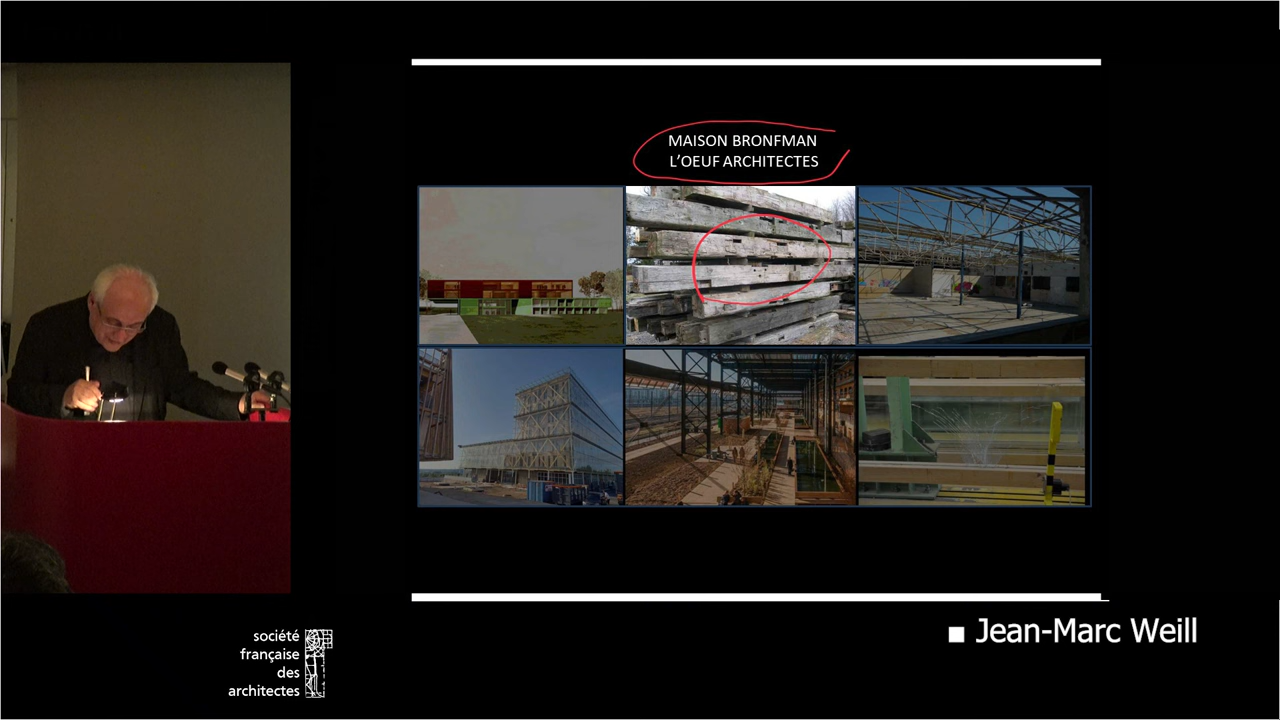 MAISON BRONFMAN
L'OEUF ARCHITECTES
société
française
des
architectes
Jean-Marc Weill